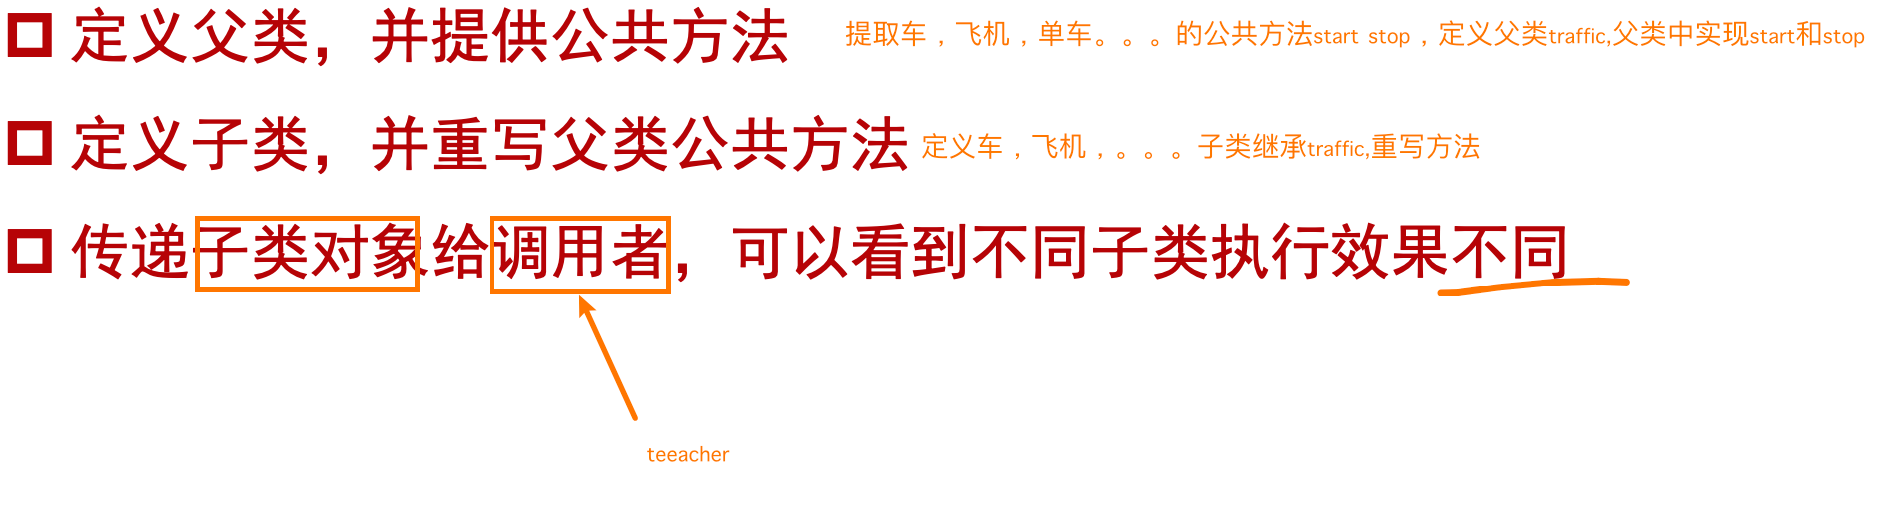 定义父类，并提供公共方法 提取车，飞机，单车。。。的公共方法start stop，定义父类traffic,父类中实现start和stop
定义子类，并重写父类公共方法 定义车，飞机，。。。子类继承traffic,重写方法
传递子类对象给调用者，可以看到不同子类执行效果不同
teeacher